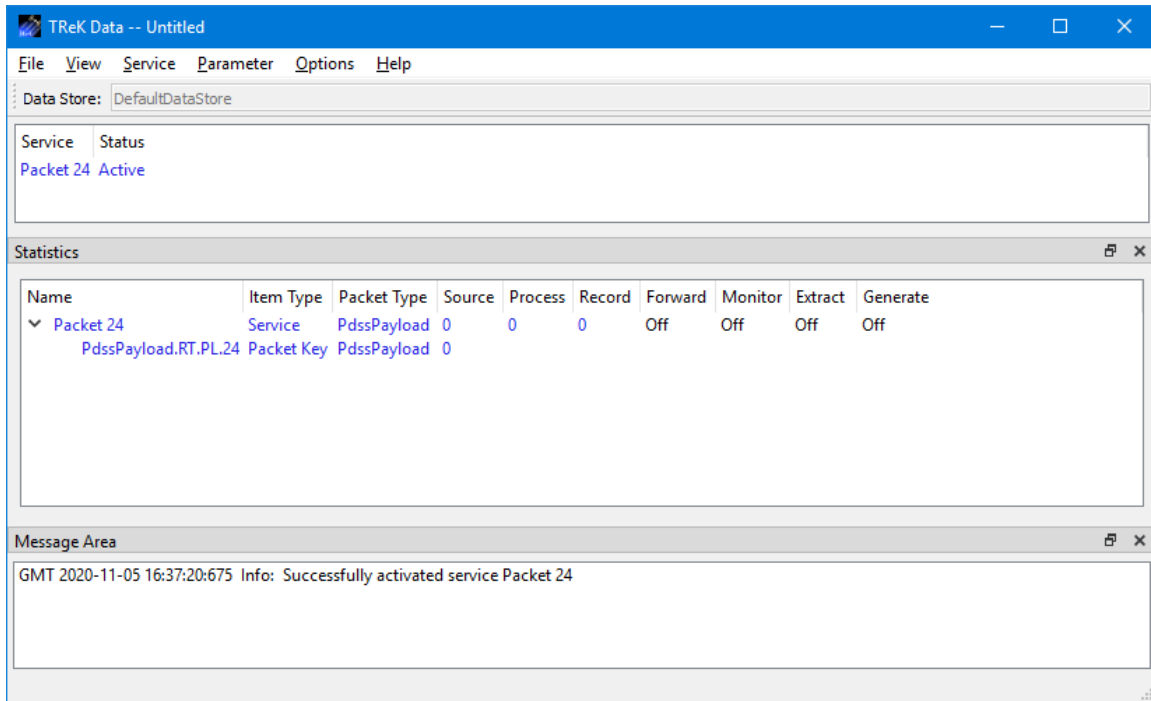 TReK Data -- Untitled
File View Service Parameter Options Help
Data Store: DefaultDataStore
Service Status
Packet 24 Active
Statistics
Name Item Type Packet Type Source Process Record Forward Monitor Extract Generate
Packet 24 Service PdssPayload 0 0 0 Off Off Off Off
PdssPayload.RT.PL.24 Packet Key PdssPayload 0
Message Area
GMT 2020-11-05 16:37:20:675 Info: Successfully activated service Packet 24